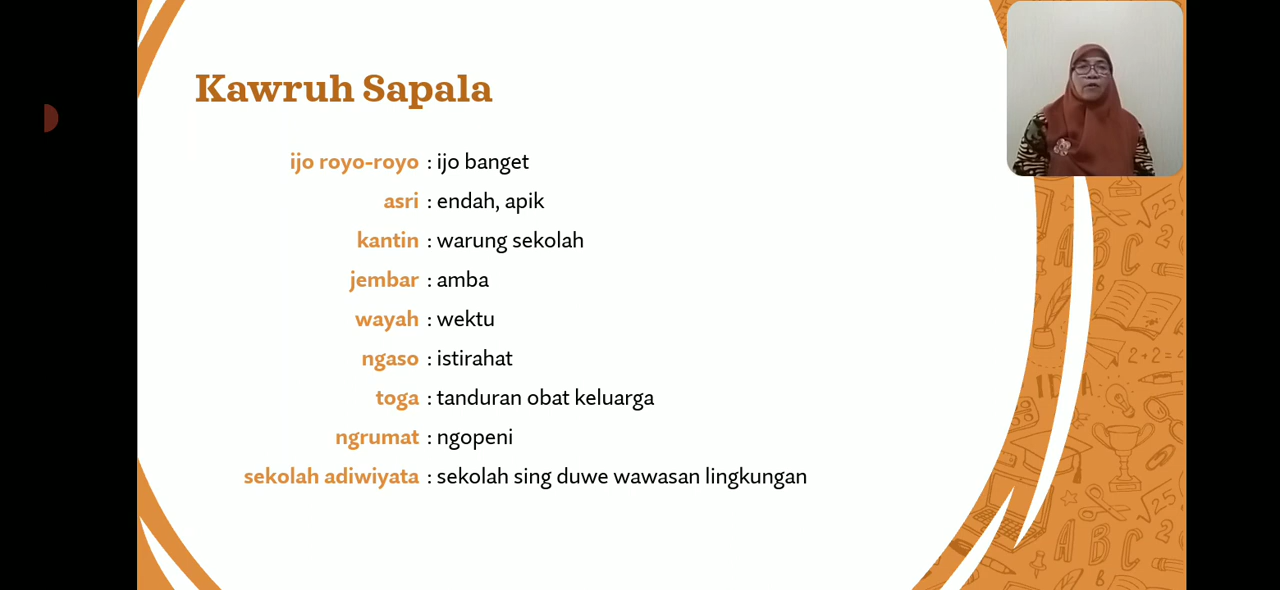 Kawruh Sapala
ijo royo-royo : ijo banget
asri : endah, apik
kantin : warung sekolah
jembar : amba
wayah : wektu
ngaso : istirahat
toga : tanduran obat keluarga
ngrumat : ngopeni
sekolah adiwiyata : sekolah sing duwe wawasan lingkungan